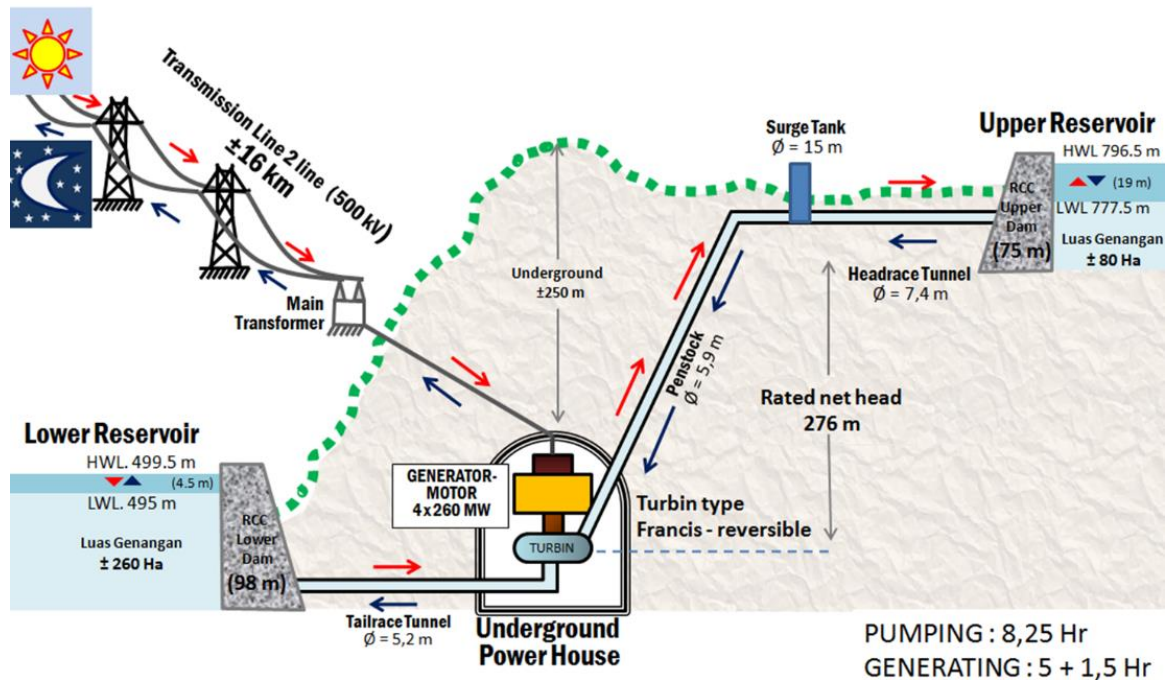 Transmission Line 2 line (500 kv)
±16 km
Main
Transformer
Underground
±250 m
Surge Tank
Ø = 15 m
Upper Reservoir
HWL 796.5 m
(19 m)
LWL 777.5 m
Luas Genangan
± 80 Ha
RCC
Upper
Dam
(75 m)
Headrace Tunnel
Ø = 7,4 m
Penstock
Ø = 5,9 m
Rated net head
276 m
Lower Reservoir
HWL. 499.5 m
(4.5 m)
LWL. 495 m
Luas Genangan
± 260 Ha
RCC
Lower
Dam
(98 m)
GENERATOR-
MOTOR
4 x 260 MW
Turbin type
Francis - reversible
TURBIN
Tailrace Tunnel
Ø = 5,2 m
Underground
Power House
PUMPING : 8,25 Hr
GENERATING : 5 + 1,5 Hr